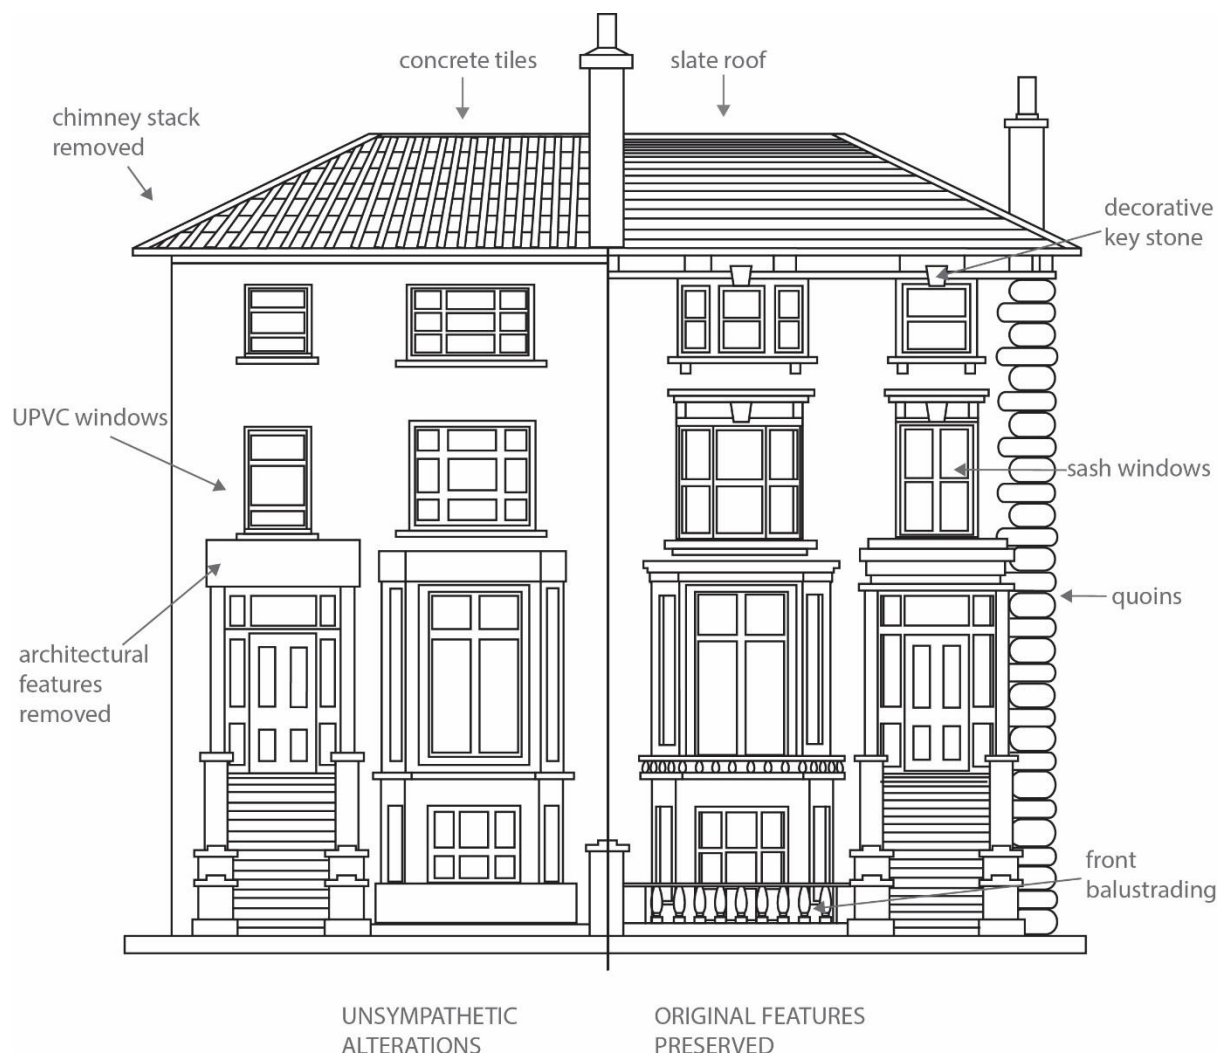 concrete tiles
slate roof
chimney stack
removed
decorative
key stone
UPVC windows
sash windows
quoins
architectural
features
removed
front
balustrading
UNSYMPATHETIC
ALTERATIONS
ORIGINAL FEATURES
PRESERVED